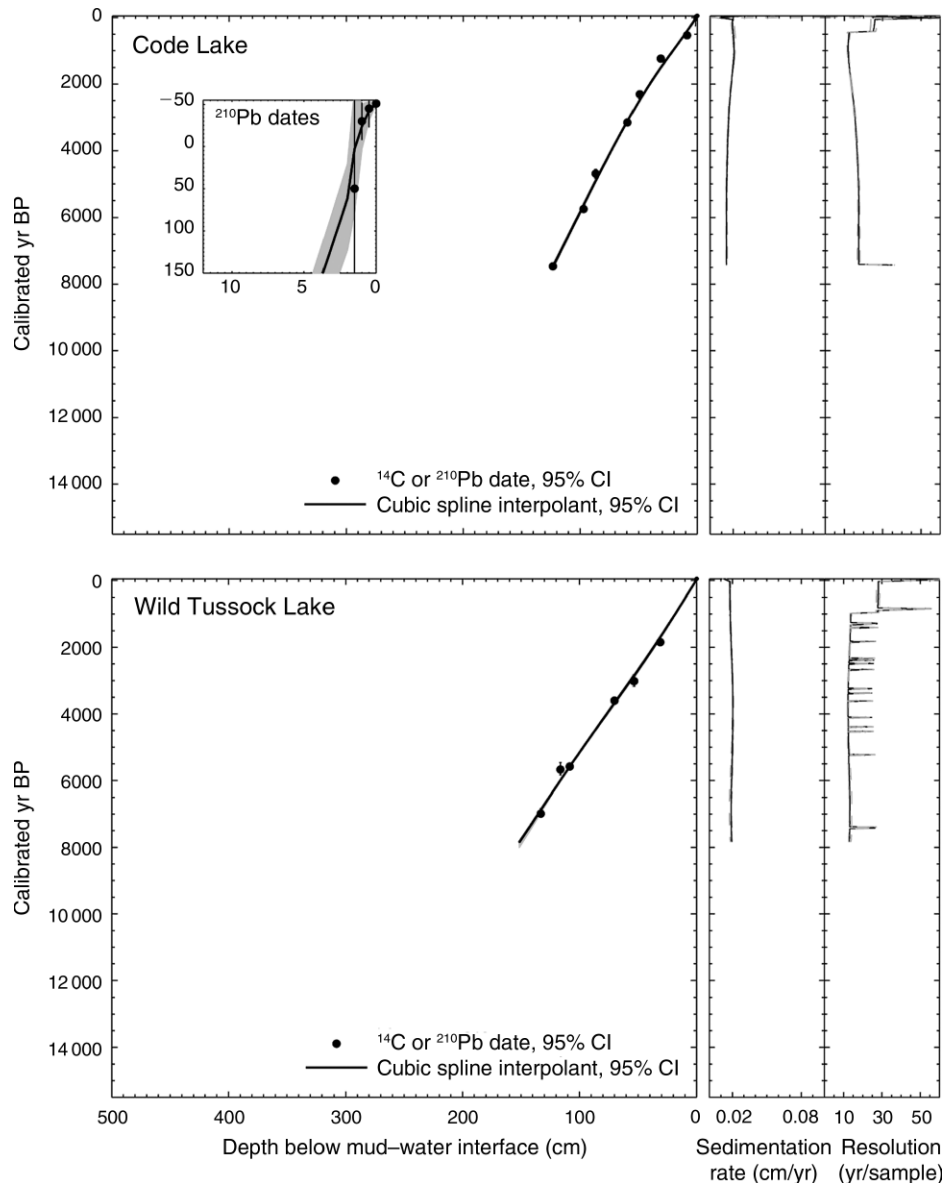 0
Code Lake
2000
−50
²¹⁰Pb dates
0
4000
50
6000
100
150
10
5
0
8000
Calibrated yr BP
10 000
12 000
¹⁴C or ²¹⁰Pb date, 95% CI
14 000
Cubic spline interpolant, 95% CI
0
Wild Tussock Lake
2000
4000
6000
Calibrated yr BP
8000
10 000
12 000
¹⁴C or ²¹⁰Pb date, 95% CI
14 000
Cubic spline interpolant, 95% CI
500 400 300 200 100 0 0.02 0.08 10 30 50
Depth below mud–water interface (cm)
Sedimentation
rate (cm/yr)
Resolution
(yr/sample)